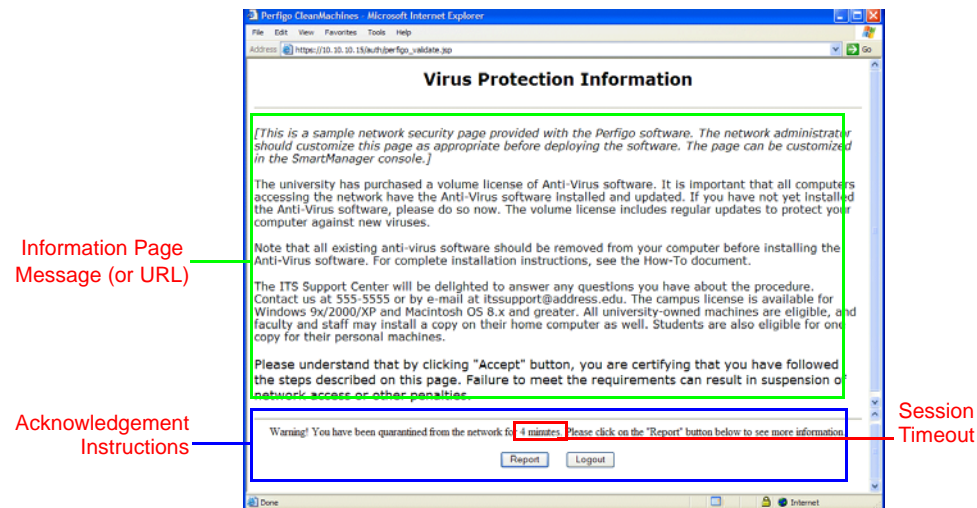 Perfigo CleanMachines - Microsoft Internet Explorer
File Edit View Favorites Tools Help
Address https://10.10.10.15/auth/perfigo_validate.jsp Go
Virus Protection Information
[This is a sample network security page provided with the Perfigo software. The network administrator
should customize this page as appropriate before deploying the software. The page can be customized
in the SmartManager console.]
The university has purchased a volume license of Anti-Virus software. It is important that all computers
accessing the network have the Anti-Virus software installed and updated. If you have not yet installed
the Anti-Virus software, please do so now. The volume license includes regular updates to protect your
computer against new viruses.
Note that all existing anti-virus software should be removed from your computer before installing the
Anti-Virus software. For complete installation instructions, see the How-To document.
The ITS Support Center will be delighted to answer any questions you have about the procedure.
Contact us at 555-5555 or by e-mail at itssupport@address.edu. The campus license is available for
Windows 9x/2000/XP and Macintosh OS 8.x and greater. All university-owned machines are eligible, and
faculty and staff may install a copy on their home computer as well. Students are also eligible for one
copy for their personal machines.
Please understand that by clicking "Accept" button, you are certifying that you have followed
the steps described on this page. Failure to meet the requirements can result in suspension of
network access or other penalties.
Warning! You have been quarantined from the network for 4 minutes. Please click on the "Report" button below to see more information
Report Logout
Done Internet
Information Page
Message (or URL)
Acknowledgement
Instructions
Session
Timeout